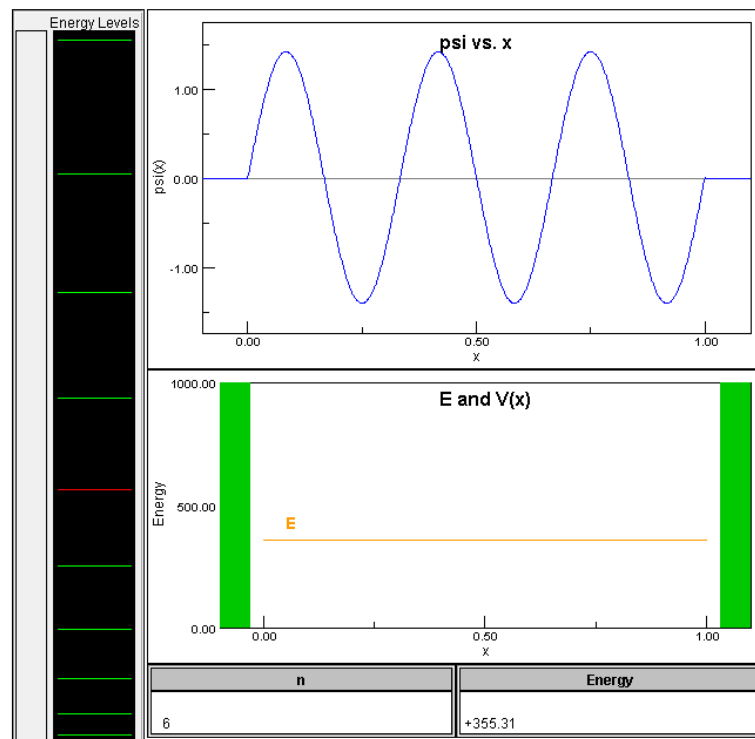 Energy Levels
psi vs. x
1.00
0.00
-1.00
psi(x)
0.00
0.50
1.00
x
E and V(x)
1000.00
500.00
0.00
Energy
E
0.00
0.50
1.00
x
n
Energy
6
+355.31